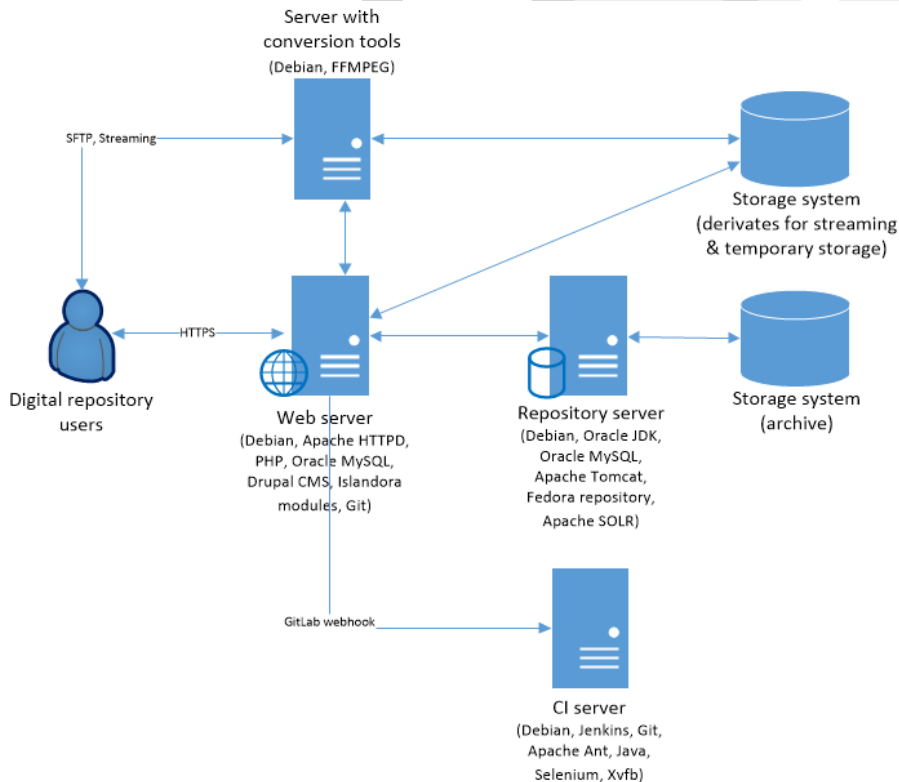 Server with
conversion tools
(Debian, FFMPEG)
SFTP, Streaming
Storage system
(derivates for streaming
& temporary storage)
HTTPS
Digital repository
users
Web server
(Debian, Apache HTTPD,
PHP, Oracle MySQL,
Drupal CMS, Islandora
modules, Git)
Repository server
(Debian, Oracle JDK,
Oracle MySQL,
Apache Tomcat,
Fedora repository,
Apache SOLR)
Storage system
(archive)
GitLab webhook
CI server
(Debian, Jenkins, Git,
Apache Ant, Java,
Selenium, Xvfb)